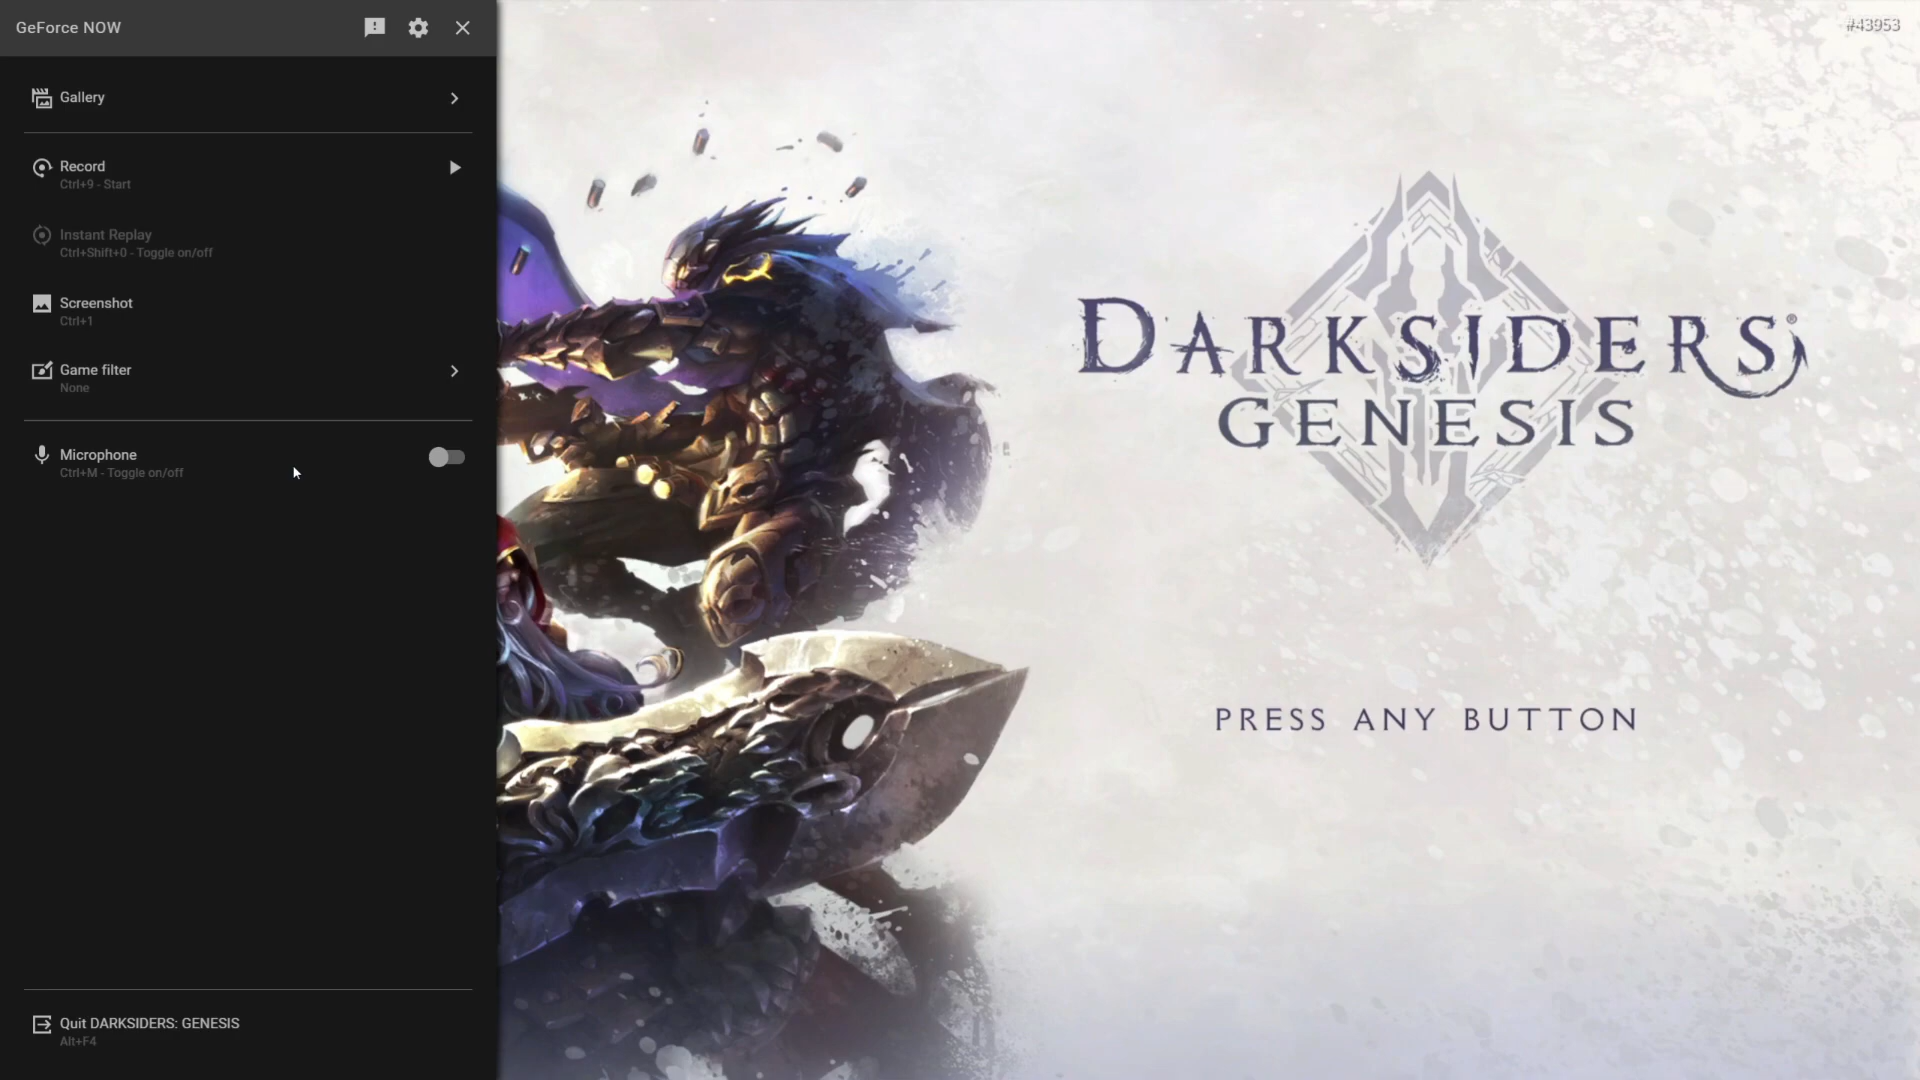 GeForce NOW
Gallery
Record
Ctrl+9 - Start
Instant Replay
Ctrl+Shift+0 - Toggle on/off
Screenshot
Ctrl+1
Game filter
None
Microphone
Ctrl+M - Toggle on/off
Quit DARKSIDERS: GENESIS
Alt+F4
#43953
DARKSIDERS®
GENESIS
PRESS ANY BUTTON